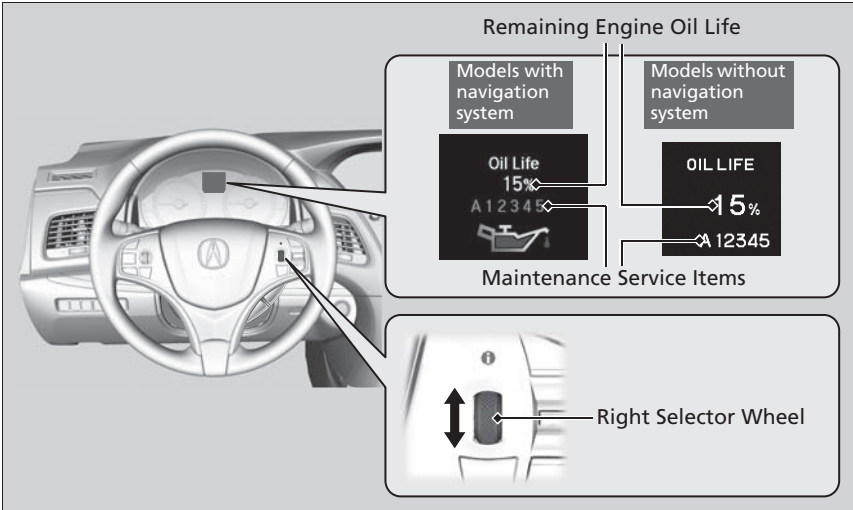 Remaining Engine Oil Life
Models with
navigation
system
Models without
navigation
system
Oil Life
15%
A12345
OIL LIFE
15%
A 12345
Maintenance Service Items
Right Selector Wheel